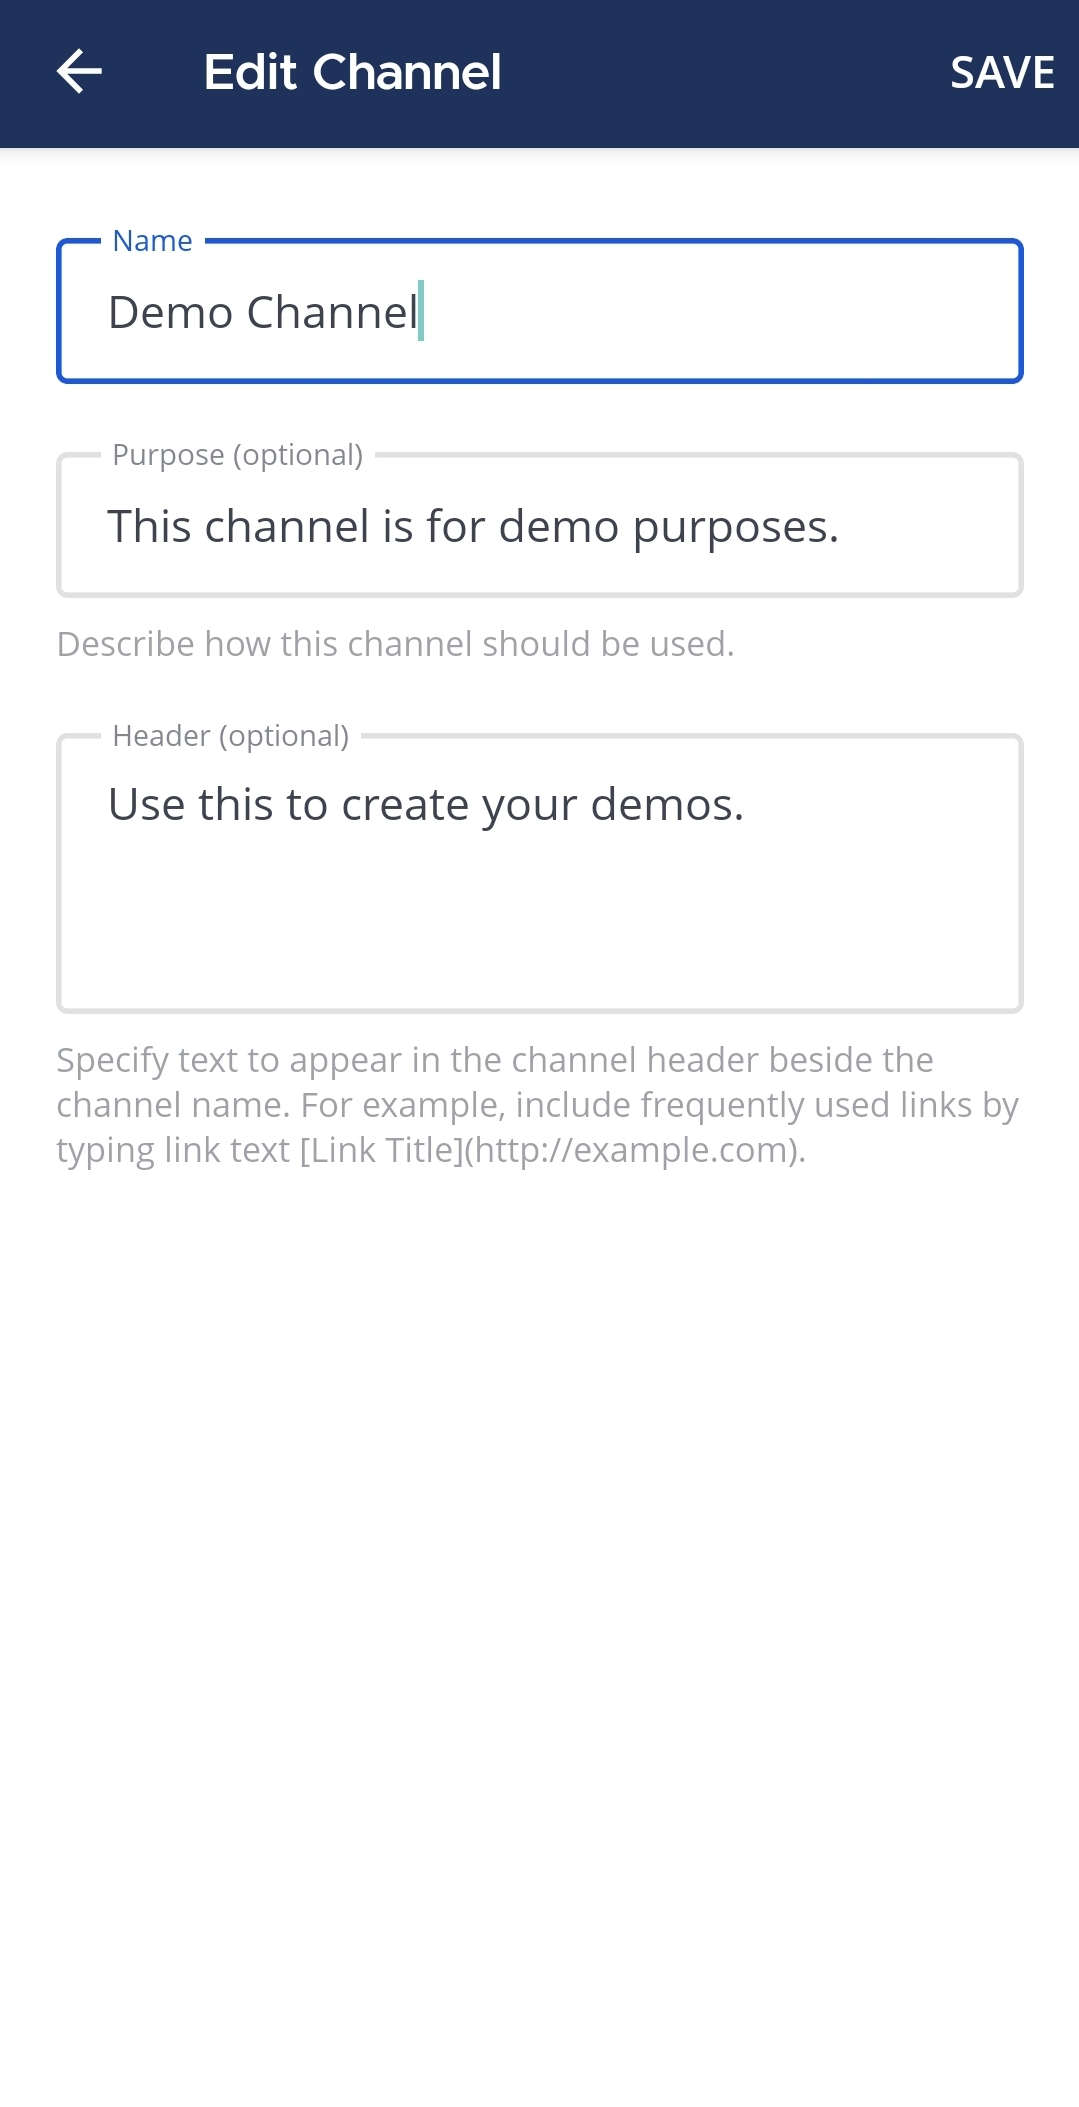 Edit Channel
SAVE
Name
Demo Channel
Purpose (optional)
This channel is for demo purposes.
Describe how this channel should be used.
Header (optional)
Use this to create your demos.
Specify text to appear in the channel header beside the
channel name. For example, include frequently used links by
typing link text [Link Title](http://example.com).